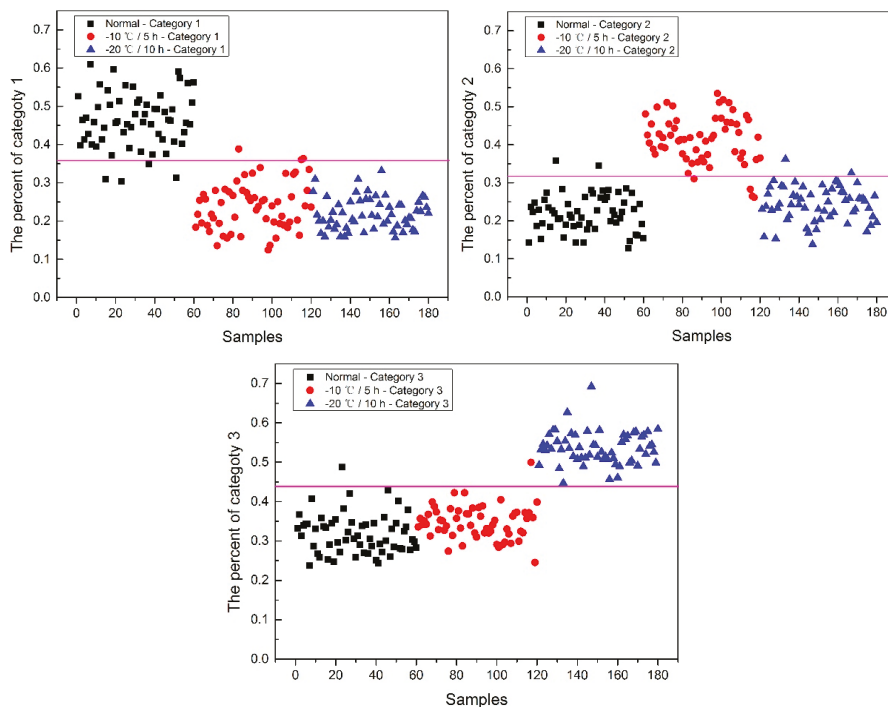 Normal - Category 1
-10 ℃ / 5 h - Category 1
-20 ℃ / 10 h - Category 1
The percent of categoty 1
0.7
0.6
0.5
0.4
0.3
0.2
0.1
0.0
0 20 40 60 80 100 120 140 160 180
Samples
Normal - Category 2
-10 ℃ / 5 h - Category 2
-20 ℃ / 10 h - Category 2
The percent of categoty 2
0.7
0.6
0.5
0.4
0.3
0.2
0.1
0.0
0 20 40 60 80 100 120 140 160 180
Samples
Normal - Category 3
-10 ℃ / 5 h - Category 3
-20 ℃ / 10 h - Category 3
The percent of categoty 3
0.7
0.6
0.5
0.4
0.3
0.2
0.1
0.0
0 20 40 60 80 100 120 140 160 180
Samples